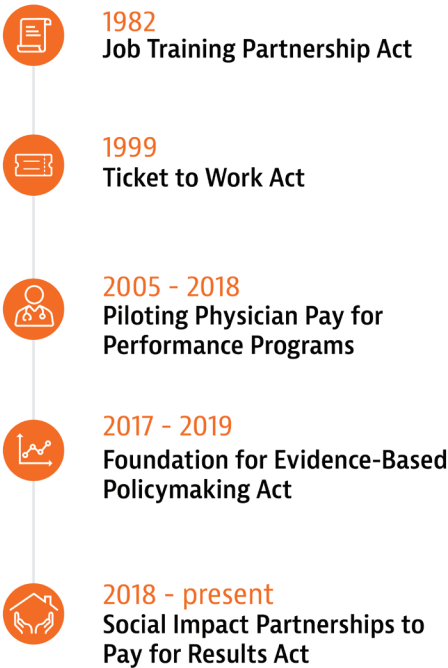 1982
Job Training Partnership Act
1999
Ticket to Work Act
2005 - 2018
Piloting Physician Pay for
Performance Programs
2017 - 2019
Foundation for Evidence-Based
Policymaking Act
2018 - present
Social Impact Partnerships to
Pay for Results Act